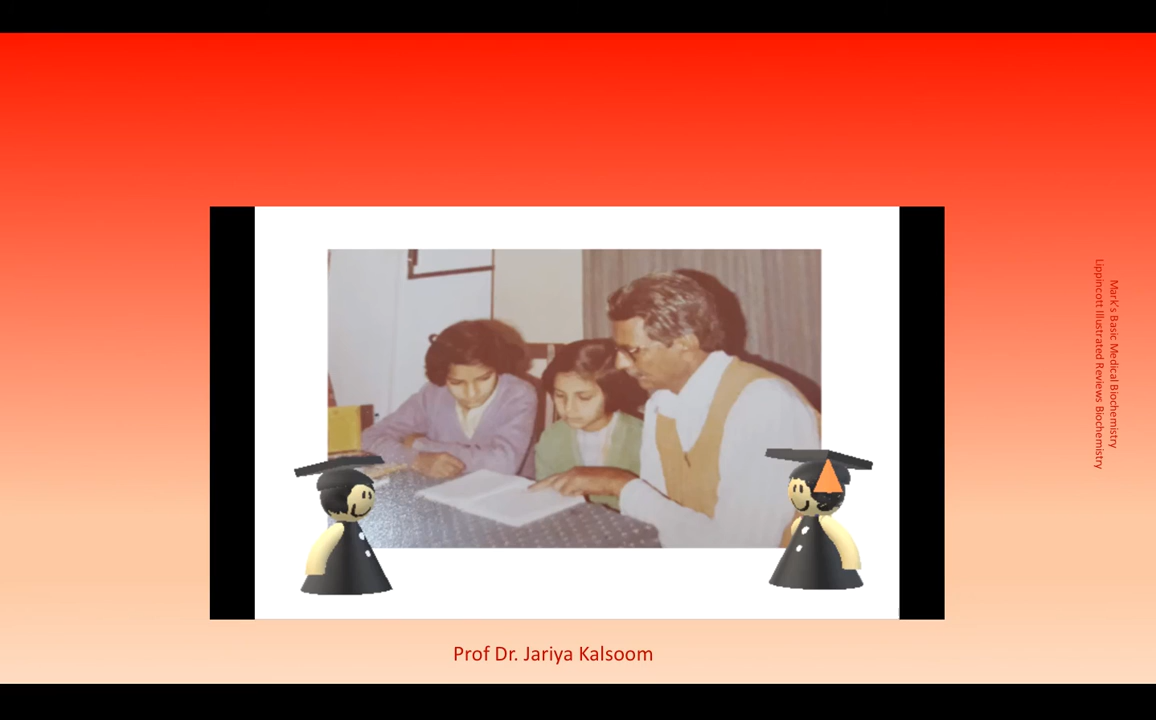 Mark's Basic Medical Biochemistry
Lippincott Illustrated Reviews Biochemistry
Prof Dr. Jariya Kalsoom